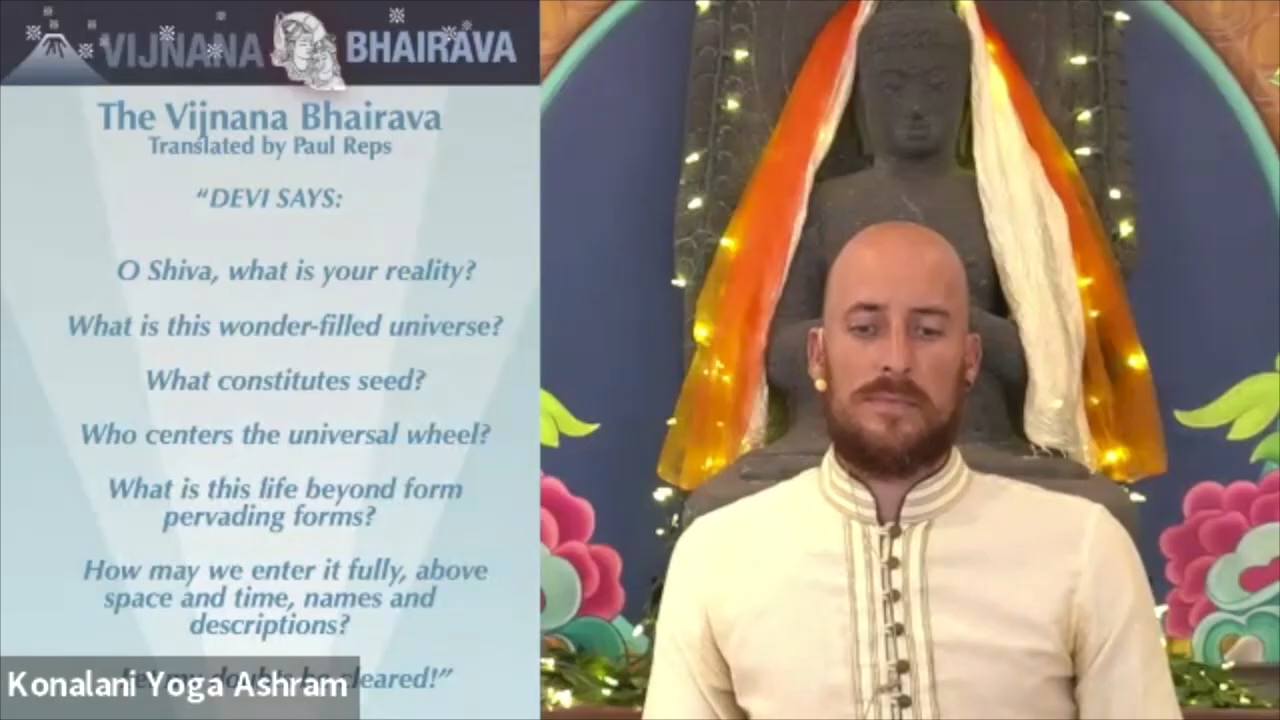 VIJNANA BHAIRAVA
The Vijnana Bhairava
Translated by Paul Reps
“DEVI SAYS:
O Shiva, what is your reality?
What is this wonder-filled universe?
What constitutes seed?
Who centers the universal wheel?
What is this life beyond form
pervading forms?
How may we enter it fully, above
space and time, names and
descriptions?
cleared!”
Konalani Yoga Ashram